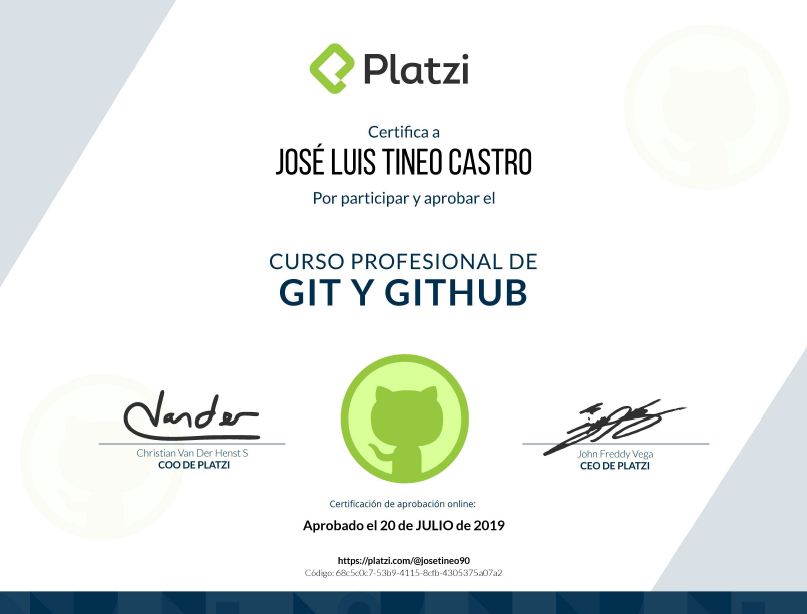 Platzi
Certifica a
JOSÉ LUIS TINEO CASTRO
Por participar y aprobar el
CURSO PROFESIONAL DE
GIT Y GITHUB
Vander
Christian Van Der Henst S
COO DE PLATZI
John Freddy Vega
CEO DE PLATZI
Certificación de aprobación online:
Aprobado el 20 de JULIO de 2019
https://platzi.com/@josetineo90
Código: 68c5e0c7-53b9-4115-8cfb-4305375a07a2